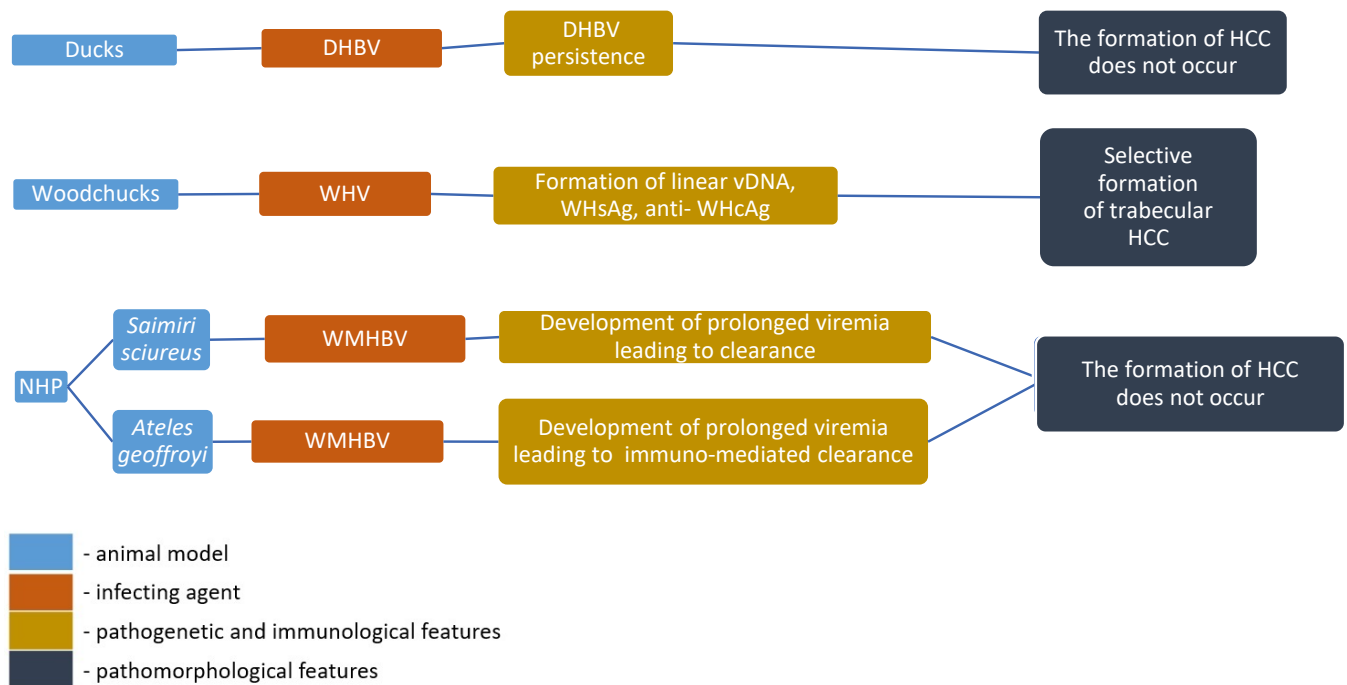 Ducks
DHBV
DHBV
persistence
The formation of HCC
does not occur
Woodchucks
WHV
Formation of linear vDNA,
WHsAg, anti- WHcAg
Selective
formation
of trabecular
HCC
NHP
Saimiri
sciureus
WMHBV
Development of prolonged viremia
leading to clearance
Ateles
geoffroyi
WMHBV
Development of prolonged viremia
leading to  immuno-mediated clearance
The formation of HCC
does not occur
- animal model
- infecting agent
- pathogenetic and immunological features
- pathomorphological features